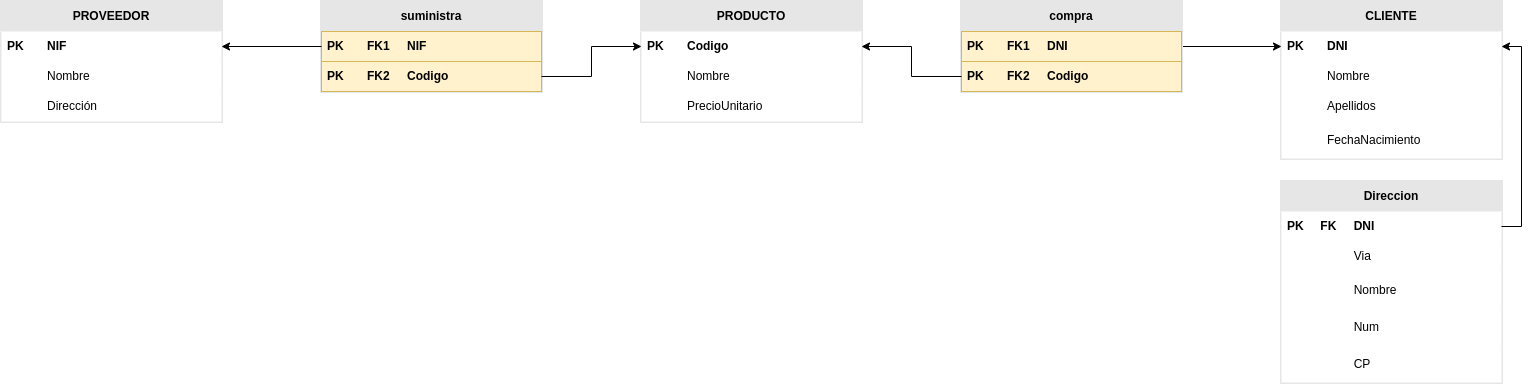 PROVEEDOR
PK NIF
Nombre
Dirección
suministra
PK FK1 NIF
PK FK2 Codigo
PRODUCTO
PK Codigo
Nombre
PrecioUnitario
compra
PK FK1 DNI
PK FK2 Codigo
CLIENTE
PK DNI
Nombre
Apellidos
FechaNacimiento
Direccion
PK FK DNI
Via
Nombre
Num
CP